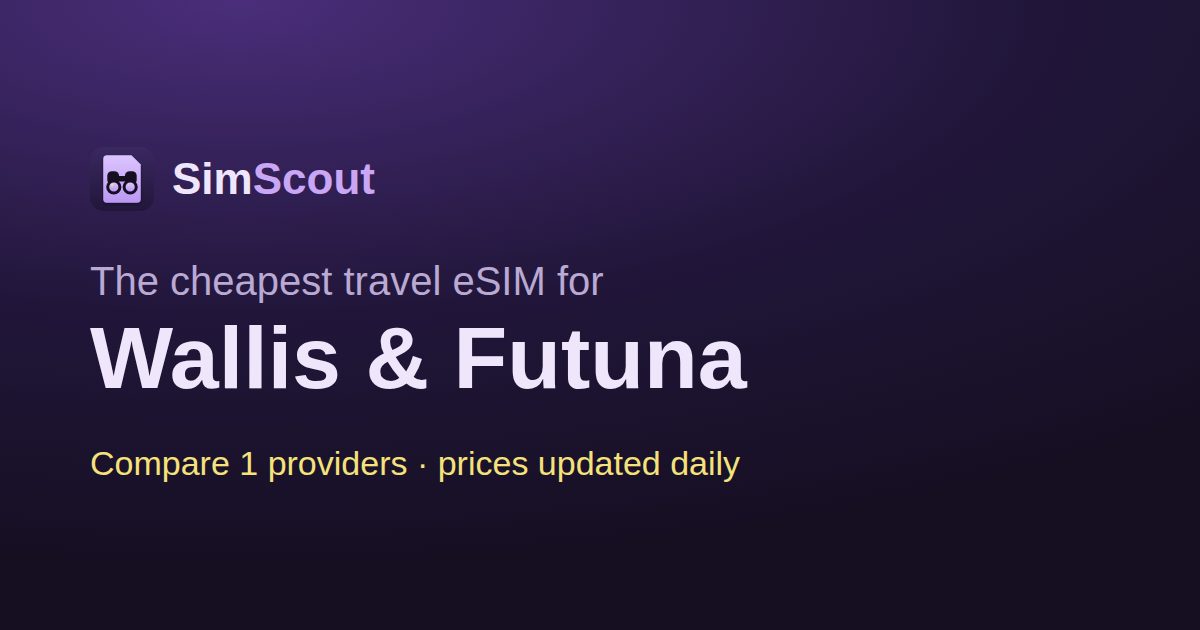 SimScout
The cheapest travel eSIM for
Wallis & Futuna
Compare 1 providers · prices updated daily